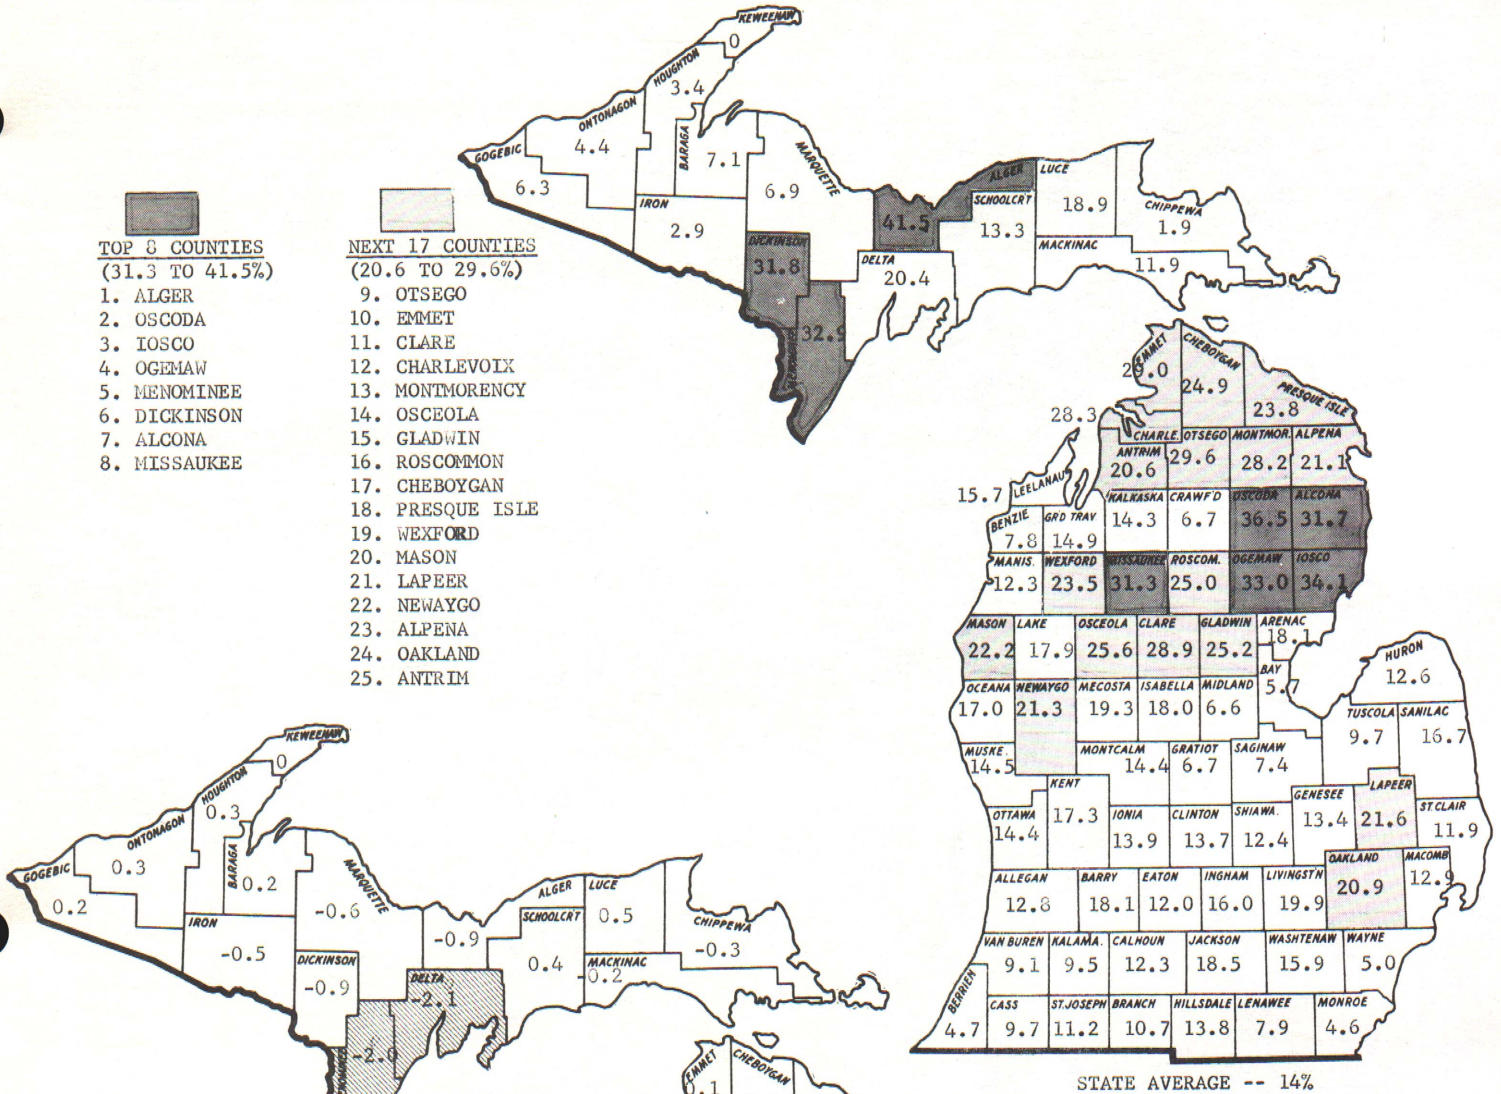 KEWEENAW
0
HOUGHTON
3.4
ONTONAGON
4.4
GOGEBIC
6.3
BARAGA
7.1
MARQUETTE
6.9
IRON
2.9
DICKINSON
31.8
32.9
41.5
ALGER
LUCE
18.9
SCHOOLCRT
13.3
CHIPPEWA
1.9
MACKINAC
11.9
DELTA
20.4
TOP 8 COUNTIES
(31.3 TO 41.5%)
1. ALGER
2. OSCODA
3. IOSCO
4. OGEMAW
5. MENOMINEE
6. DICKINSON
7. ALCONA
8. MISSAUKEE
NEXT 17 COUNTIES
(20.6 TO 29.6%)
9. OTSEGO
10. EMMET
11. CLARE
12. CHARLEVOIX
13. MONTMORENCY
14. OSCEOLA
15. GLADWIN
16. ROSCOMMON
17. CHEBOYGAN
18. PRESQUE ISLE
19. WEXFORD
20. MASON
21. LAPEER
22. NEWAYGO
23. ALPENA
24. OAKLAND
25. ANTRIM
EMMET
29.0
CHEBOYGAN
24.9
PRESQUE ISLE
23.8
28.3
CHARLE. OTSEGO MONTMOR. ALPENA
ANTRIM
20.6 29.6 28.2 21.1
15.7 LEELANAU
KALKASKA CRAWF'D OSCODA ALCONA
14.3 6.7 36.5 31.7
BENZIE GRD TRAV
7.8 14.9
MANIS. WEXFORD MISSAUKEE ROSCOM. OGEMAW IOSCO
12.3 23.5 31.3 25.0 33.0 34.1
MASON LAKE OSCEOLA CLARE GLADWIN ARENAC
22.2 17.9 25.6 28.9 25.2 18.1
HURON
12.6
BAY
5.7
OCEANA NEWAYGO MECOSTA ISABELLA MIDLAND
17.0 21.3 19.3 18.0 6.6
TUSCOLA SANILAC
9.7 16.7
MUSKE. MONTCALM GRATIOT SAGINAW
14.5 14.4 6.7 7.4
KENT
17.3
GENESEE LAPEER ST CLAIR
13.4 21.6 11.9
OTTAWA IONIA CLINTON SHIAWA.
14.4 13.9 13.7 12.4
OAKLAND MACOMB
20.9 12.9
ALLEGAN BARRY EATON INGHAM LIVINGST'N
12.8 18.1 12.0 16.0 19.9
VAN BUREN KALAMA. CALHOUN JACKSON WASHTENAW WAYNE
9.1 9.5 12.3 18.5 15.9 5.0
BERRIEN CASS ST.JOSEPH BRANCH HILLSDALE LENAWEE MONROE
4.7 9.7 11.2 10.7 13.8 7.9 4.6
STATE AVERAGE -- 14%
KEWEENAW
0
HOUGHTON
0.3
ONTONAGON
0.3
GOGEBIC
0.2
BARAGA
0.2
MARQUETTE
-0.6
IRON
-0.5
DICKINSON
-0.9
ALGER
-0.9
LUCE
0.5
SCHOOLCRT
0.4
CHIPPEWA
-0.3
MACKINAC
-0.2
DELTA
-2.1
-2.0
EMMET
0.1
CHEBOYGAN